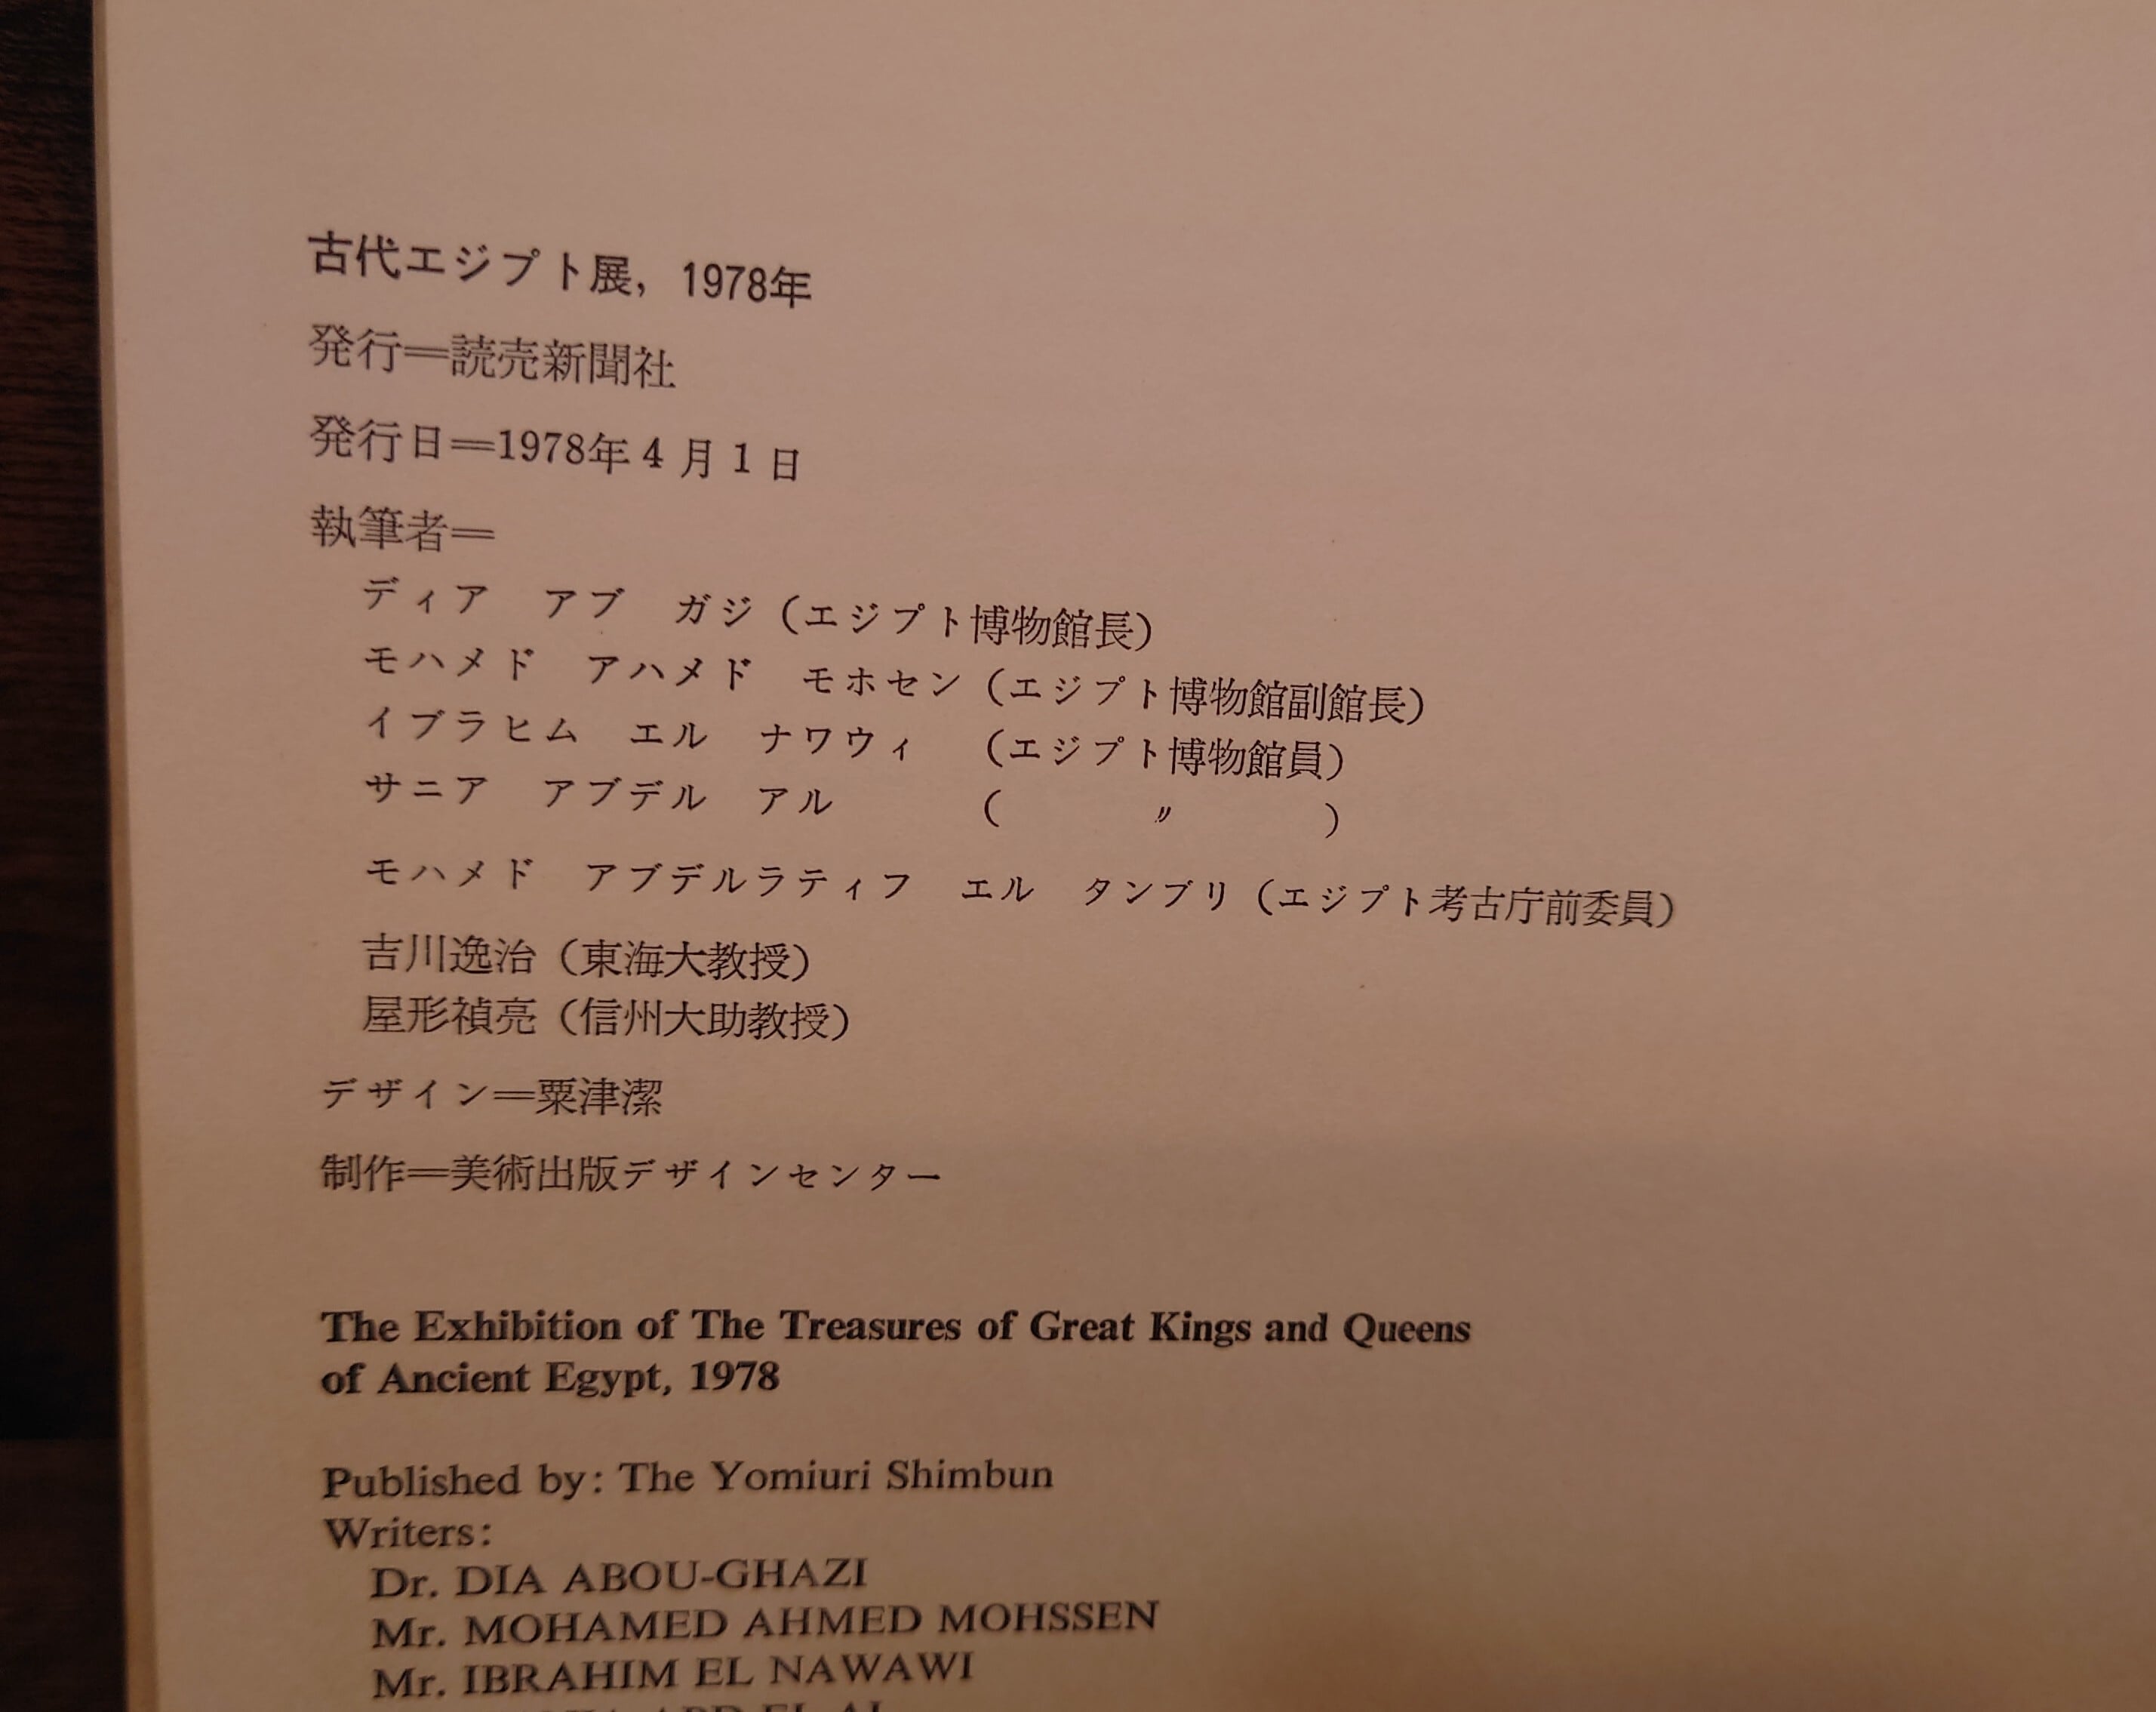 古代エジプト展，1978年
発行＝読売新聞社
発行日＝1978年4月1日
執筆者＝
ディア　アブ　ガジ（エジプト博物館長）
モハメド　アハメド　モホセン（エジプト博物館副館長）
イブラヒム　エル　ナワウィ　（エジプト博物館員）
サニア　アブデル　アル　　　（　　　〃　　　）
モハメド　アブデルラティフ　エル　タンブリ（エジプト考古庁前委員）
吉川逸治（東海大教授）
屋形禎亮（信州大助教授）
デザイン＝粟津潔
制作＝美術出版デザインセンター
The Exhibition of The Treasures of Great Kings and Queens
of Ancient Egypt, 1978
Published by: The Yomiuri Shimbun
Writers:
Dr. DIA ABOU-GHAZI
Mr. MOHAMED AHMED MOHSSEN
Mr. IBRAHIM EL NAWAWI